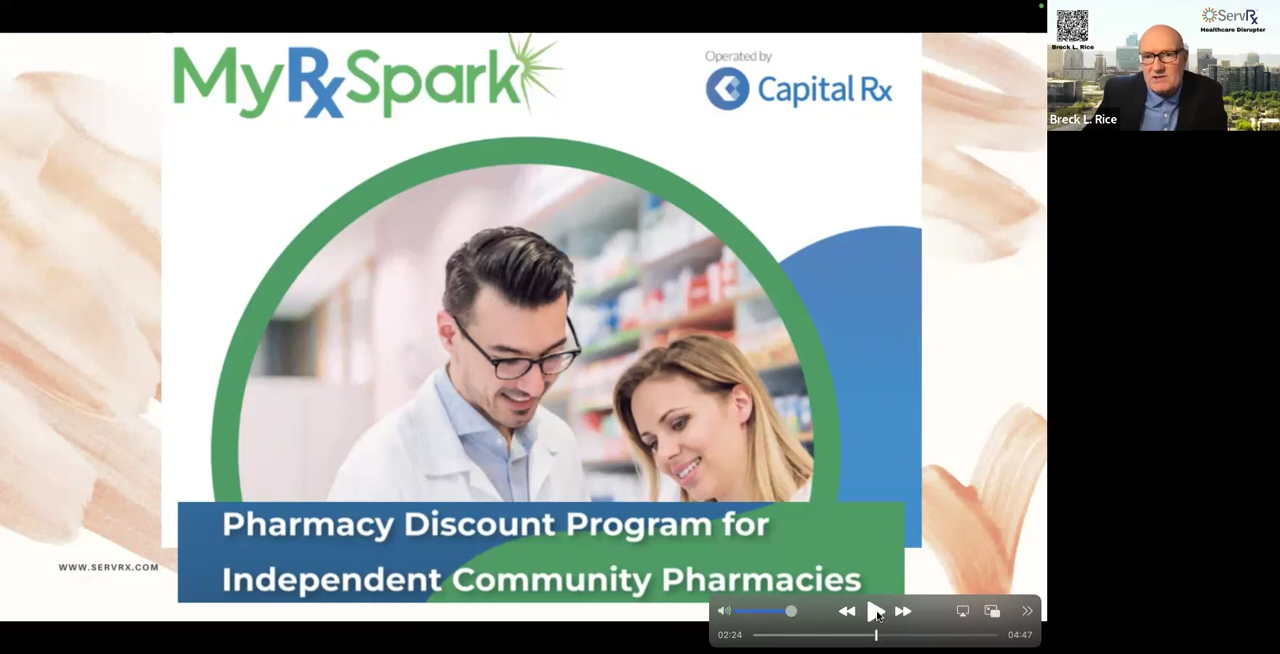 MyRxSpark
Operated by
Capital Rx
Pharmacy Discount Program for
Independent Community Pharmacies
WWW.SERVRX.COM
Breck L. Rice
ServRx
Healthcare Disrupter
Breck L. Rice
02:24
04:47